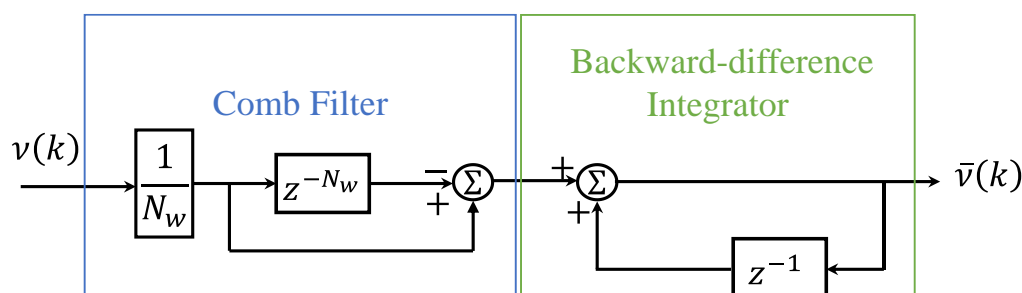 Comb Filter
Backward-difference
Integrator
ν(k)
1
N_w
z^{-N_w}
−
+
Σ
+
+
Σ
ν̄(k)
z^{-1}